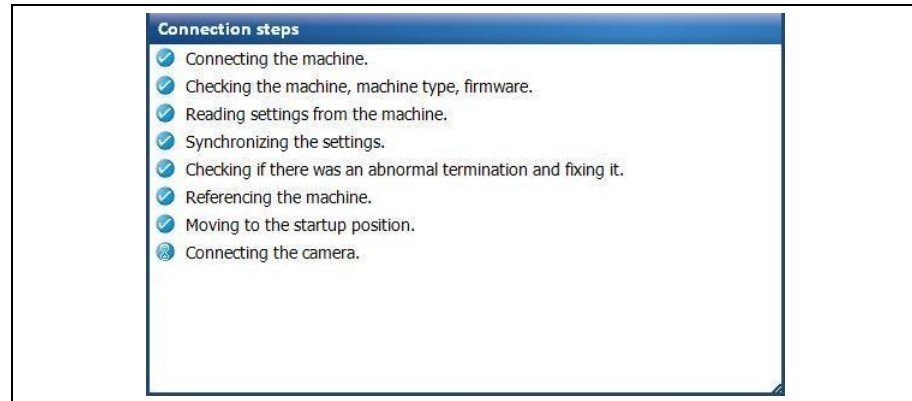 Connection steps
Connecting the machine.
Checking the machine, machine type, firmware.
Reading settings from the machine.
Synchronizing the settings.
Checking if there was an abnormal termination and fixing it.
Referencing the machine.
Moving to the startup position.
Connecting the camera.